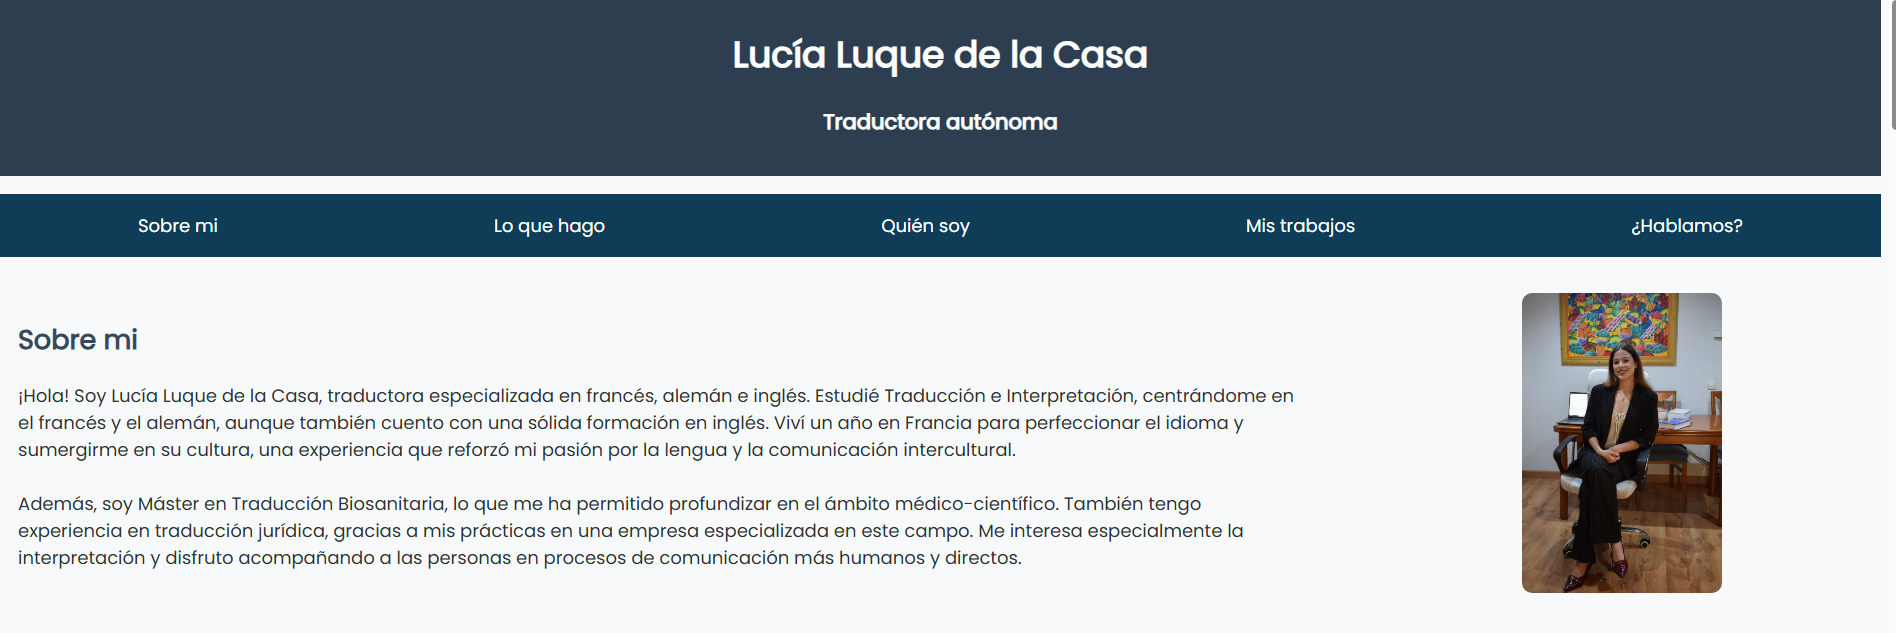 Lucía Luque de la Casa
Traductora autónoma
Sobre mi
Lo que hago
Quién soy
Mis trabajos
¿Hablamos?
Sobre mi
¡Hola! Soy Lucía Luque de la Casa, traductora especializada en francés, alemán e inglés. Estudié Traducción e Interpretación, centrándome en
el francés y el alemán, aunque también cuento con una sólida formación en inglés. Viví un año en Francia para perfeccionar el idioma y
sumergirme en su cultura, una experiencia que reforzó mi pasión por la lengua y la comunicación intercultural.
Además, soy Máster en Traducción Biosanitaria, lo que me ha permitido profundizar en el ámbito médico-científico. También tengo
experiencia en traducción jurídica, gracias a mis prácticas en una empresa especializada en este campo. Me interesa especialmente la
interpretación y disfruto acompañando a las personas en procesos de comunicación más humanos y directos.